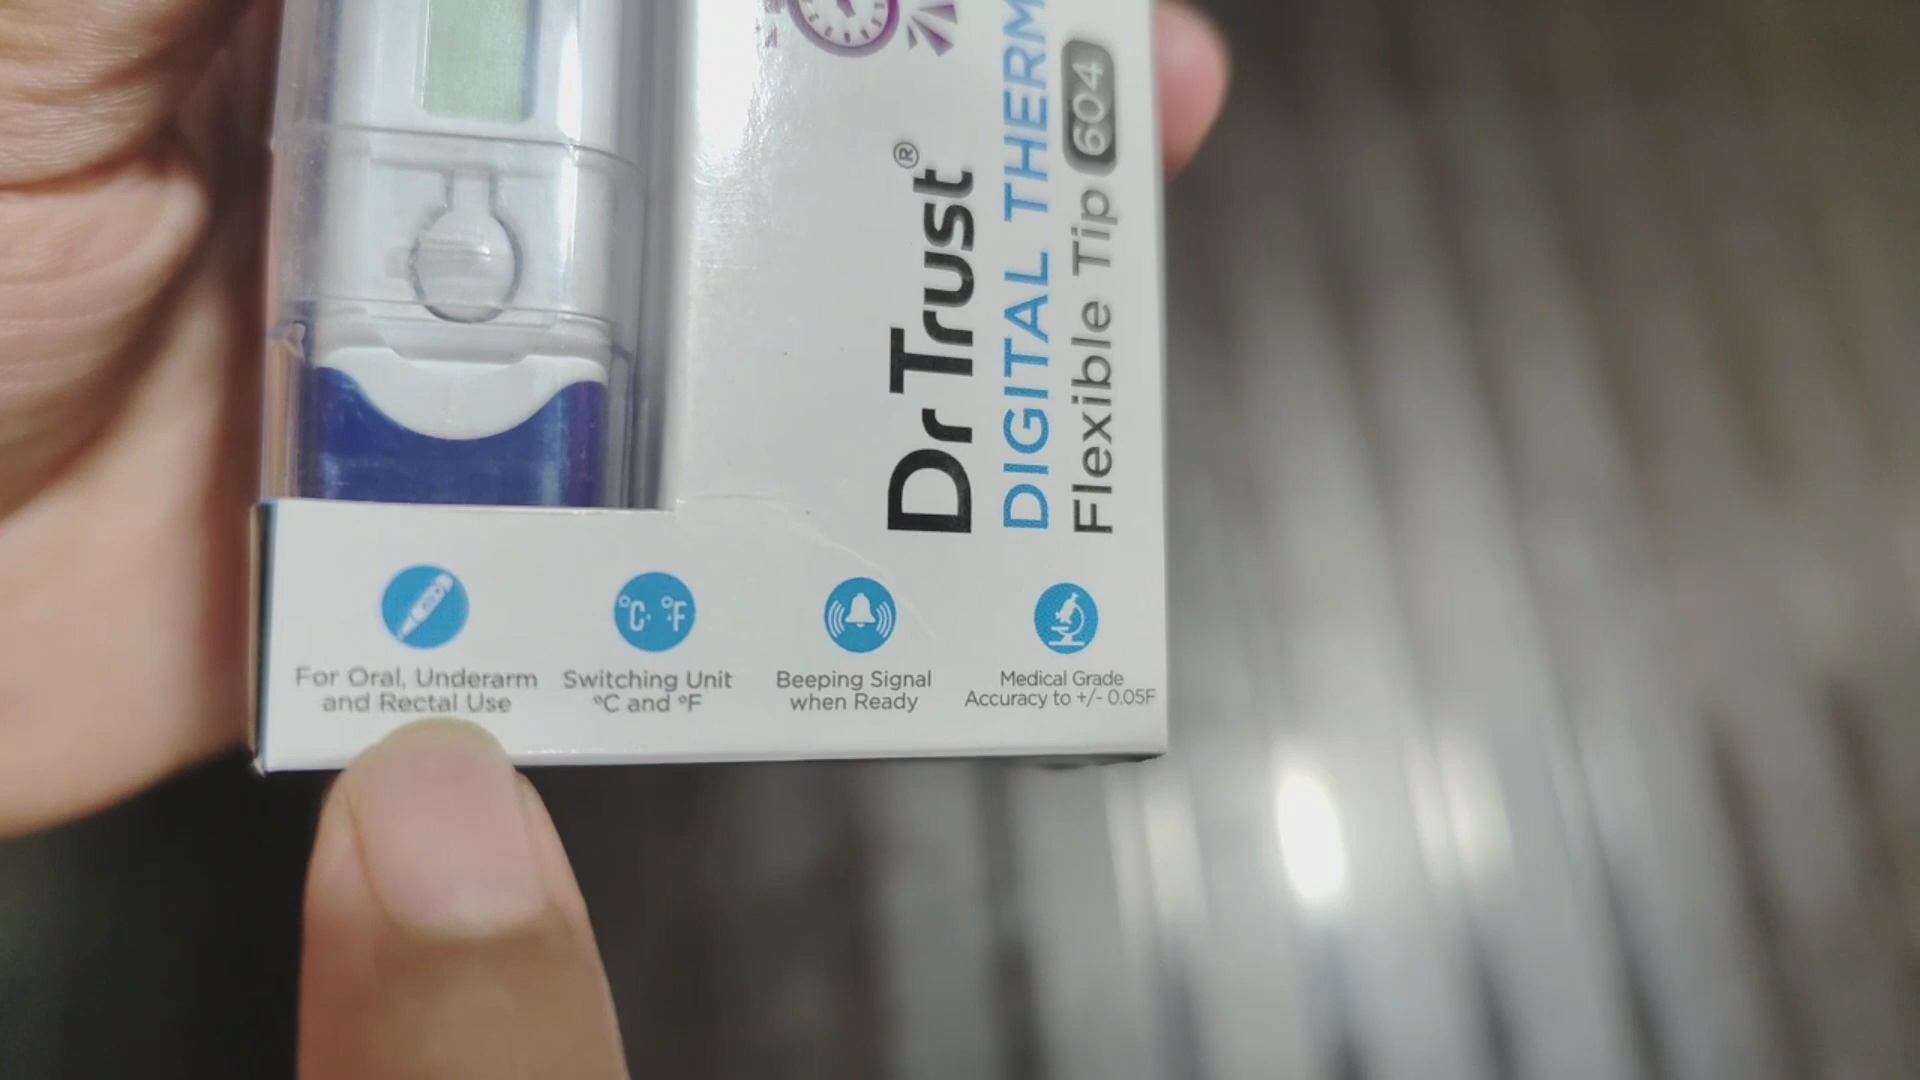 Dr Trust®
DIGITAL THERM
Flexible Tip 604
°C °F
For Oral, Underarm
and Rectal Use
Switching Unit
°C and °F
Beeping Signal
when Ready
Medical Grade
Accuracy to +/- 0.05F